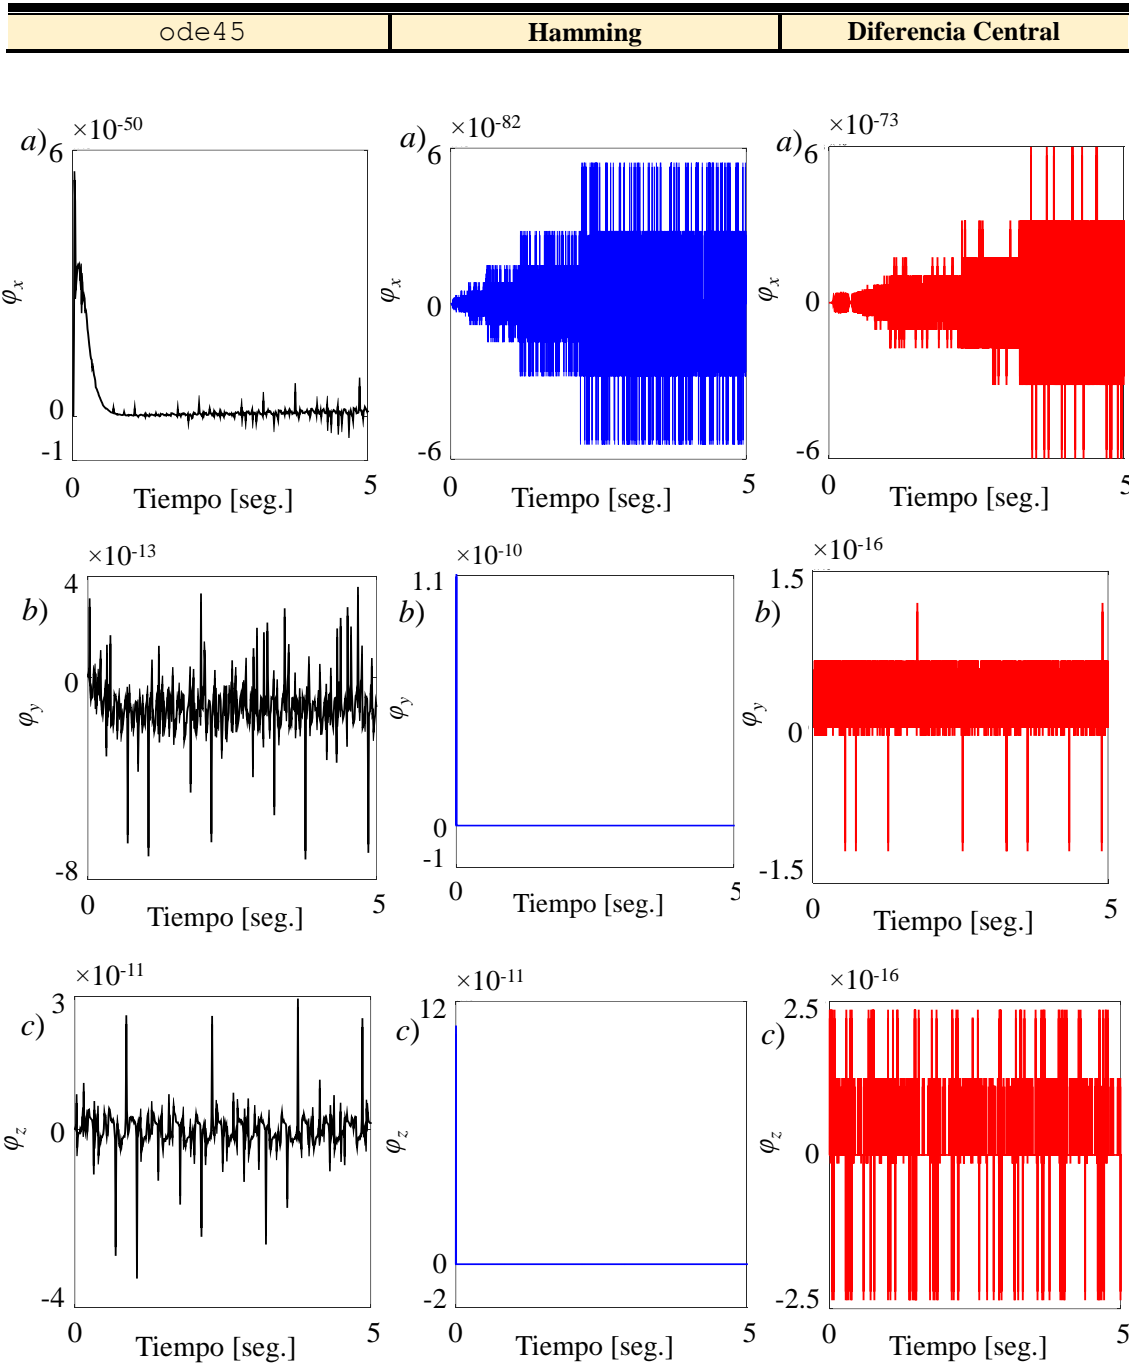 ode45 Hamming Diferencia Central
a) ×10-50
6
0
-1
φx
0 5
Tiempo [seg.]
a) ×10-82
6
0
-6
φx
0 5
Tiempo [seg.]
a) ×10-73
6
0
-6
φx
0 5
Tiempo [seg.]
b) ×10-13
4
0
-8
φy
0 5
Tiempo [seg.]
b) ×10-10
1.1
0
-1
φy
0 5
Tiempo [seg.]
b) ×10-16
1.5
0
-1.5
φy
0 5
Tiempo [seg.]
c) ×10-11
3
0
-4
φz
0 5
Tiempo [seg.]
c) ×10-11
12
0
-2
φz
0 5
Tiempo [seg.]
c) ×10-16
2.5
0
-2.5
φz
0 5
Tiempo [seg.]